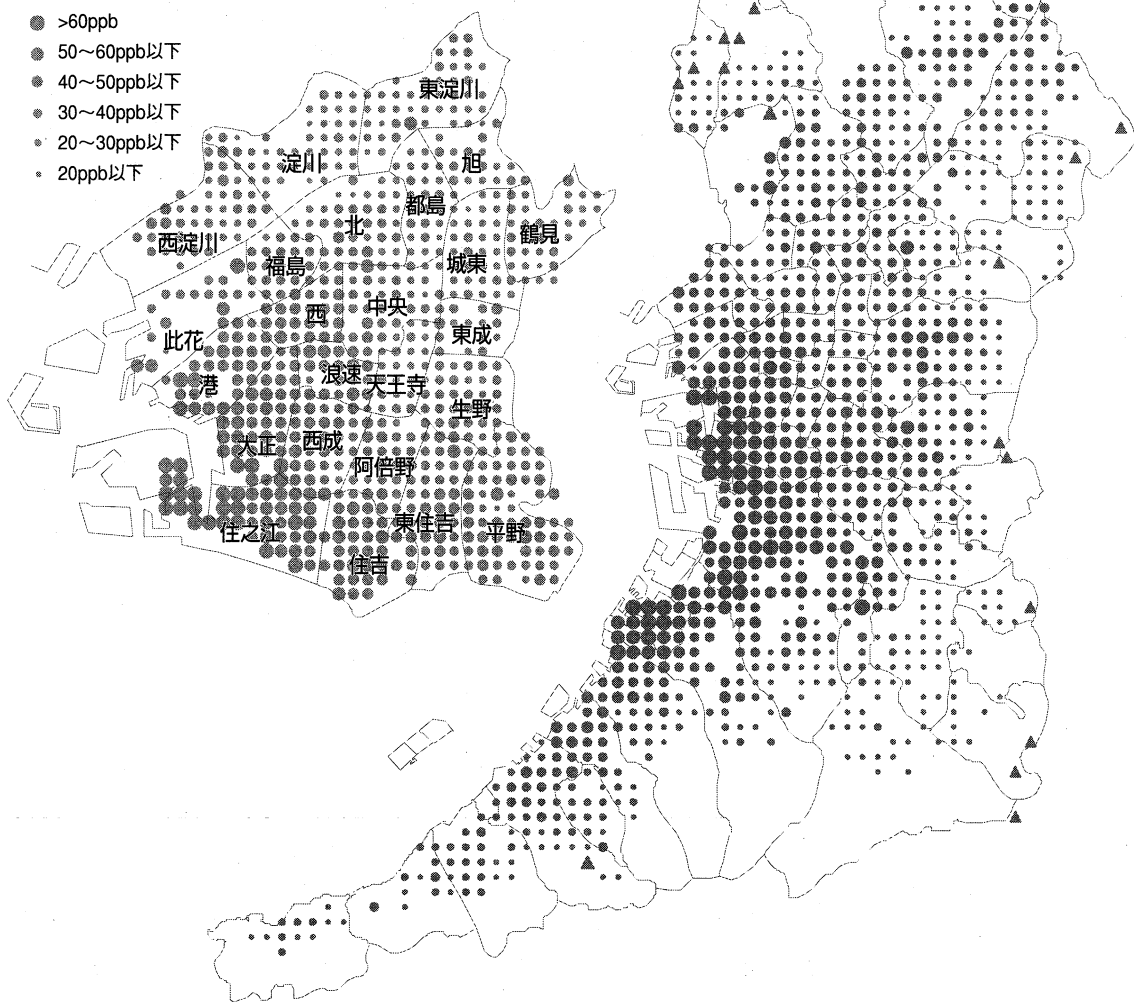 >60ppb
50～60ppb以下
40～50ppb以下
30～40ppb以下
20～30ppb以下
20ppb以下
東淀川
淀川
旭
都島
北
西淀川
鶴見
福島
城東
西
中央
此花
東成
浪速
港
天王寺
生野
大正
西成
阿倍野
住之江
東住吉
平野
住吉